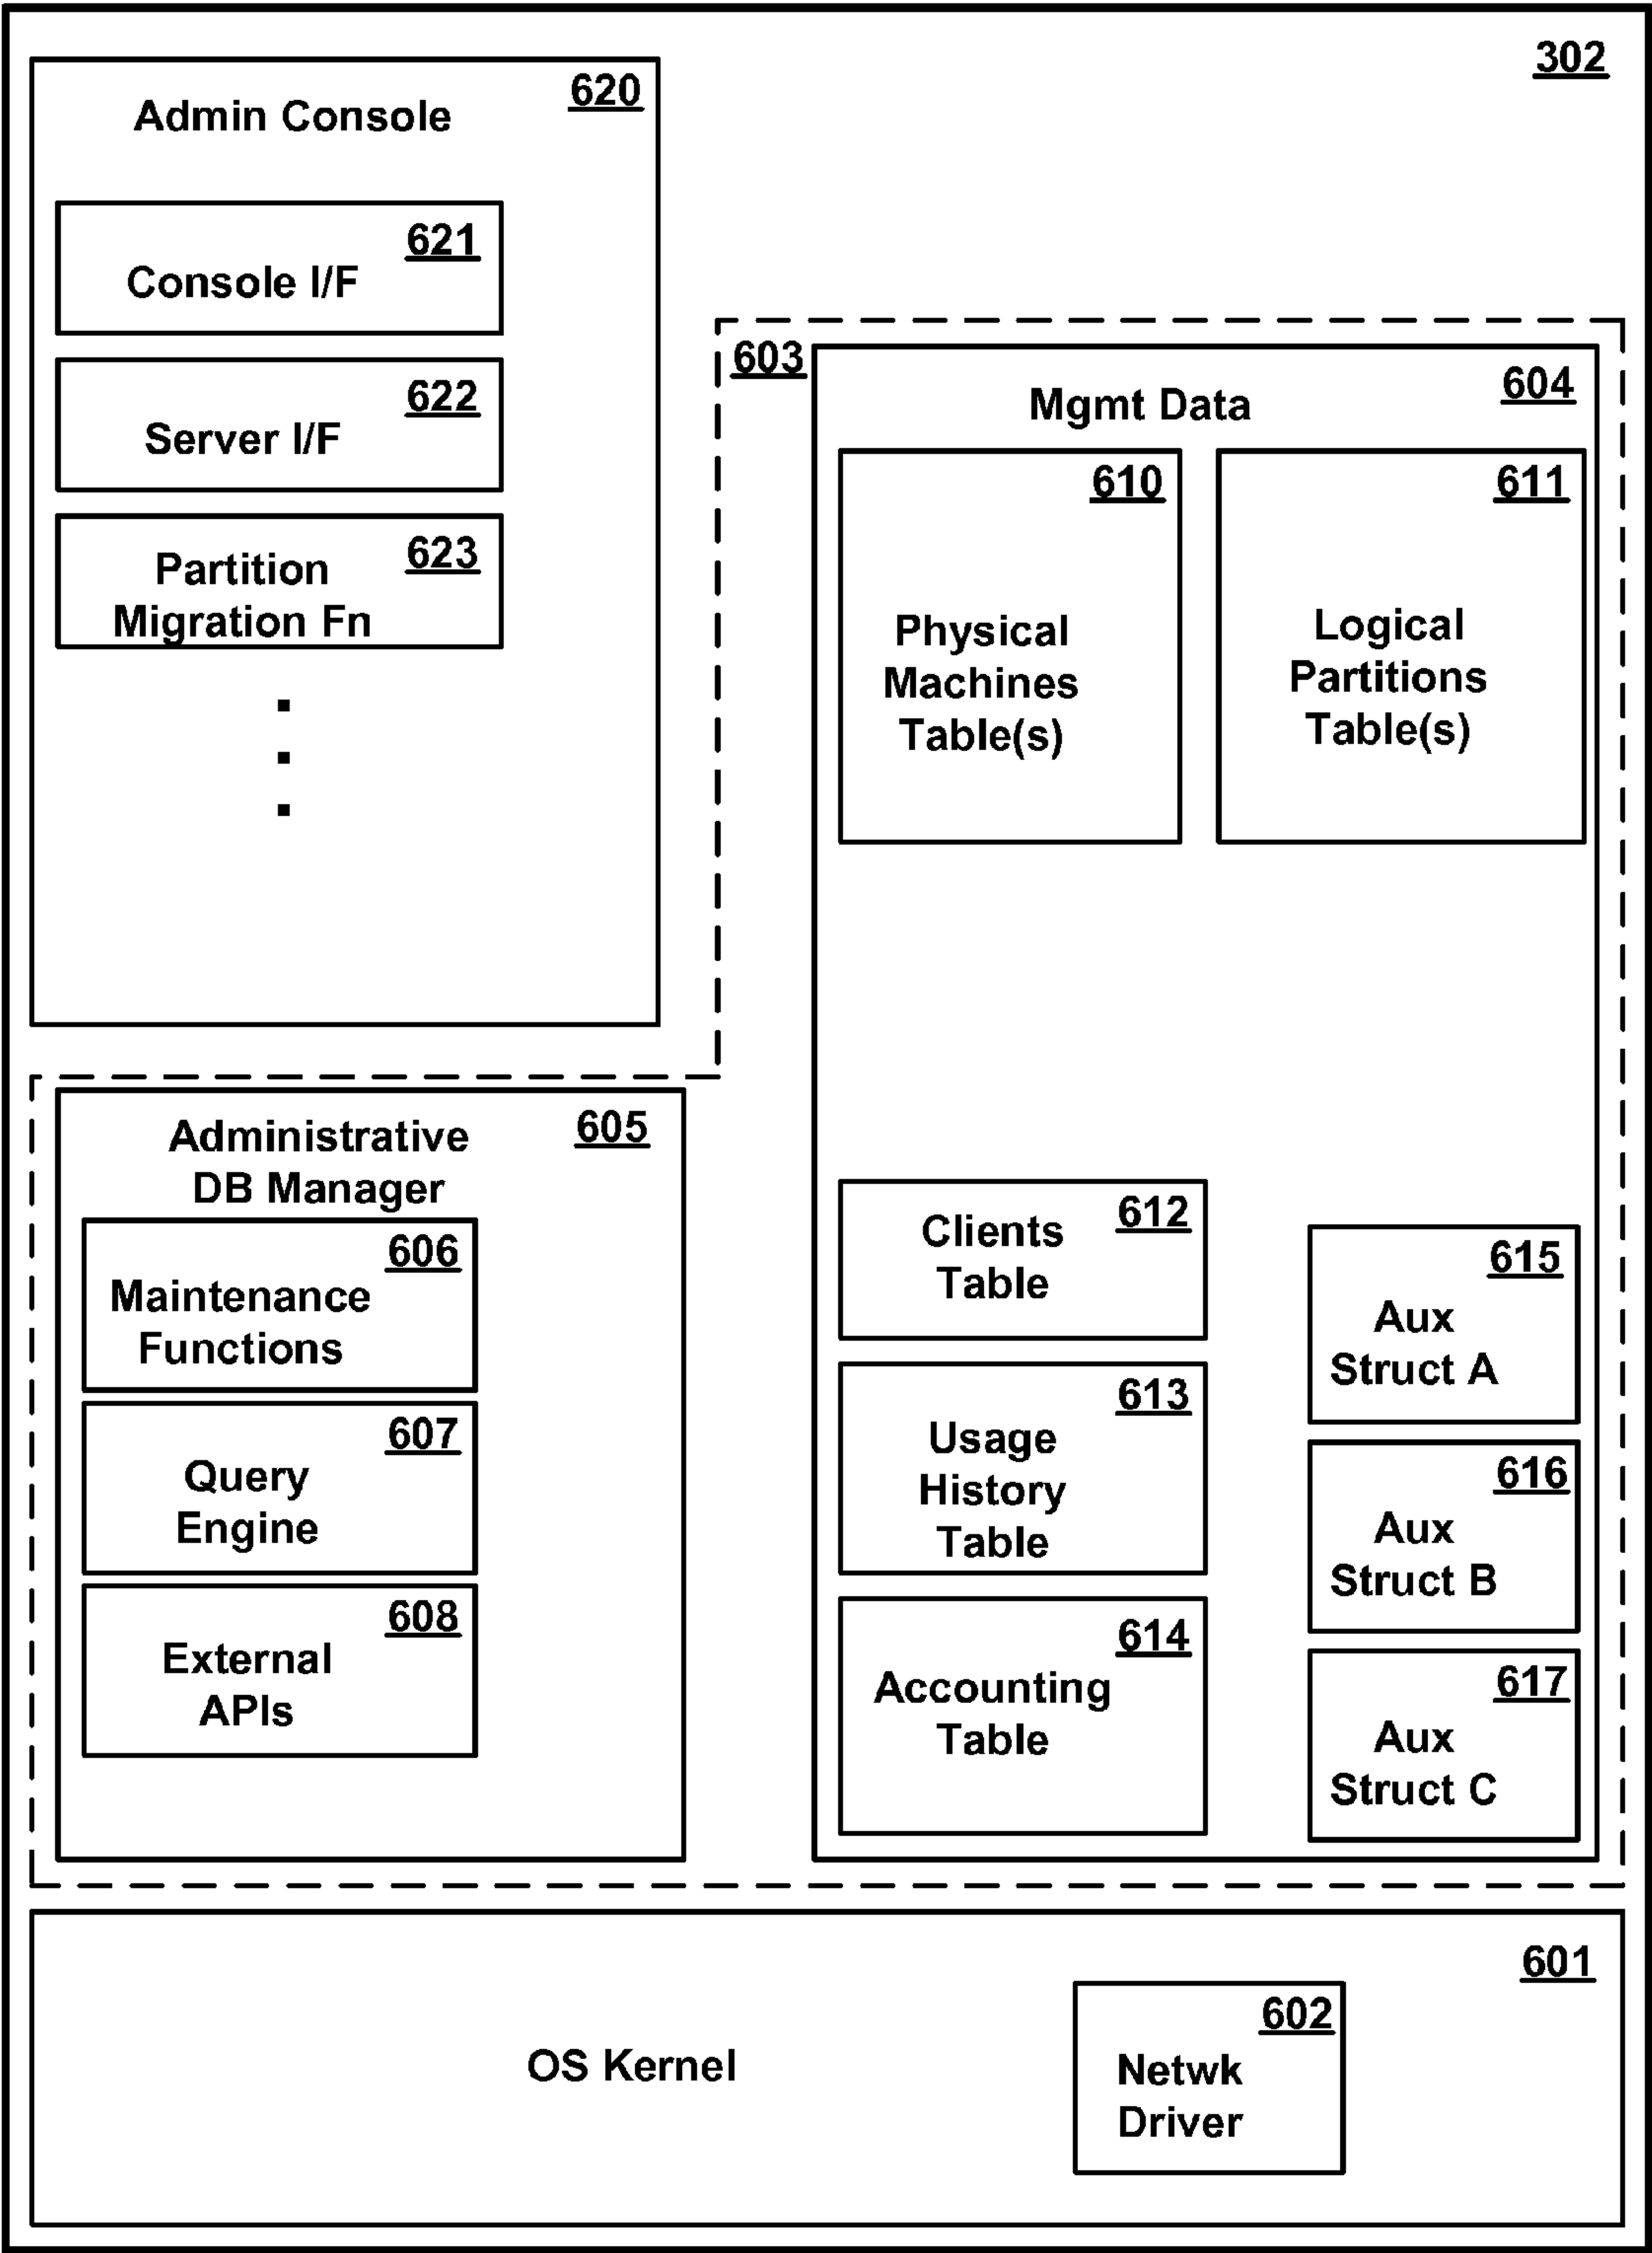 302
620
Admin Console
621
Console I/F
622
Server I/F
623
Partition
Migration Fn
603
604
Mgmt Data
610
Physical
Machines
Table(s)
611
Logical
Partitions
Table(s)
605
Administrative
DB Manager
606
Maintenance
Functions
607
Query
Engine
608
External
APIs
612
Clients
Table
613
Usage
History
Table
614
Accounting
Table
615
Aux
Struct A
616
Aux
Struct B
617
Aux
Struct C
601
OS Kernel
602
Netwk
Driver